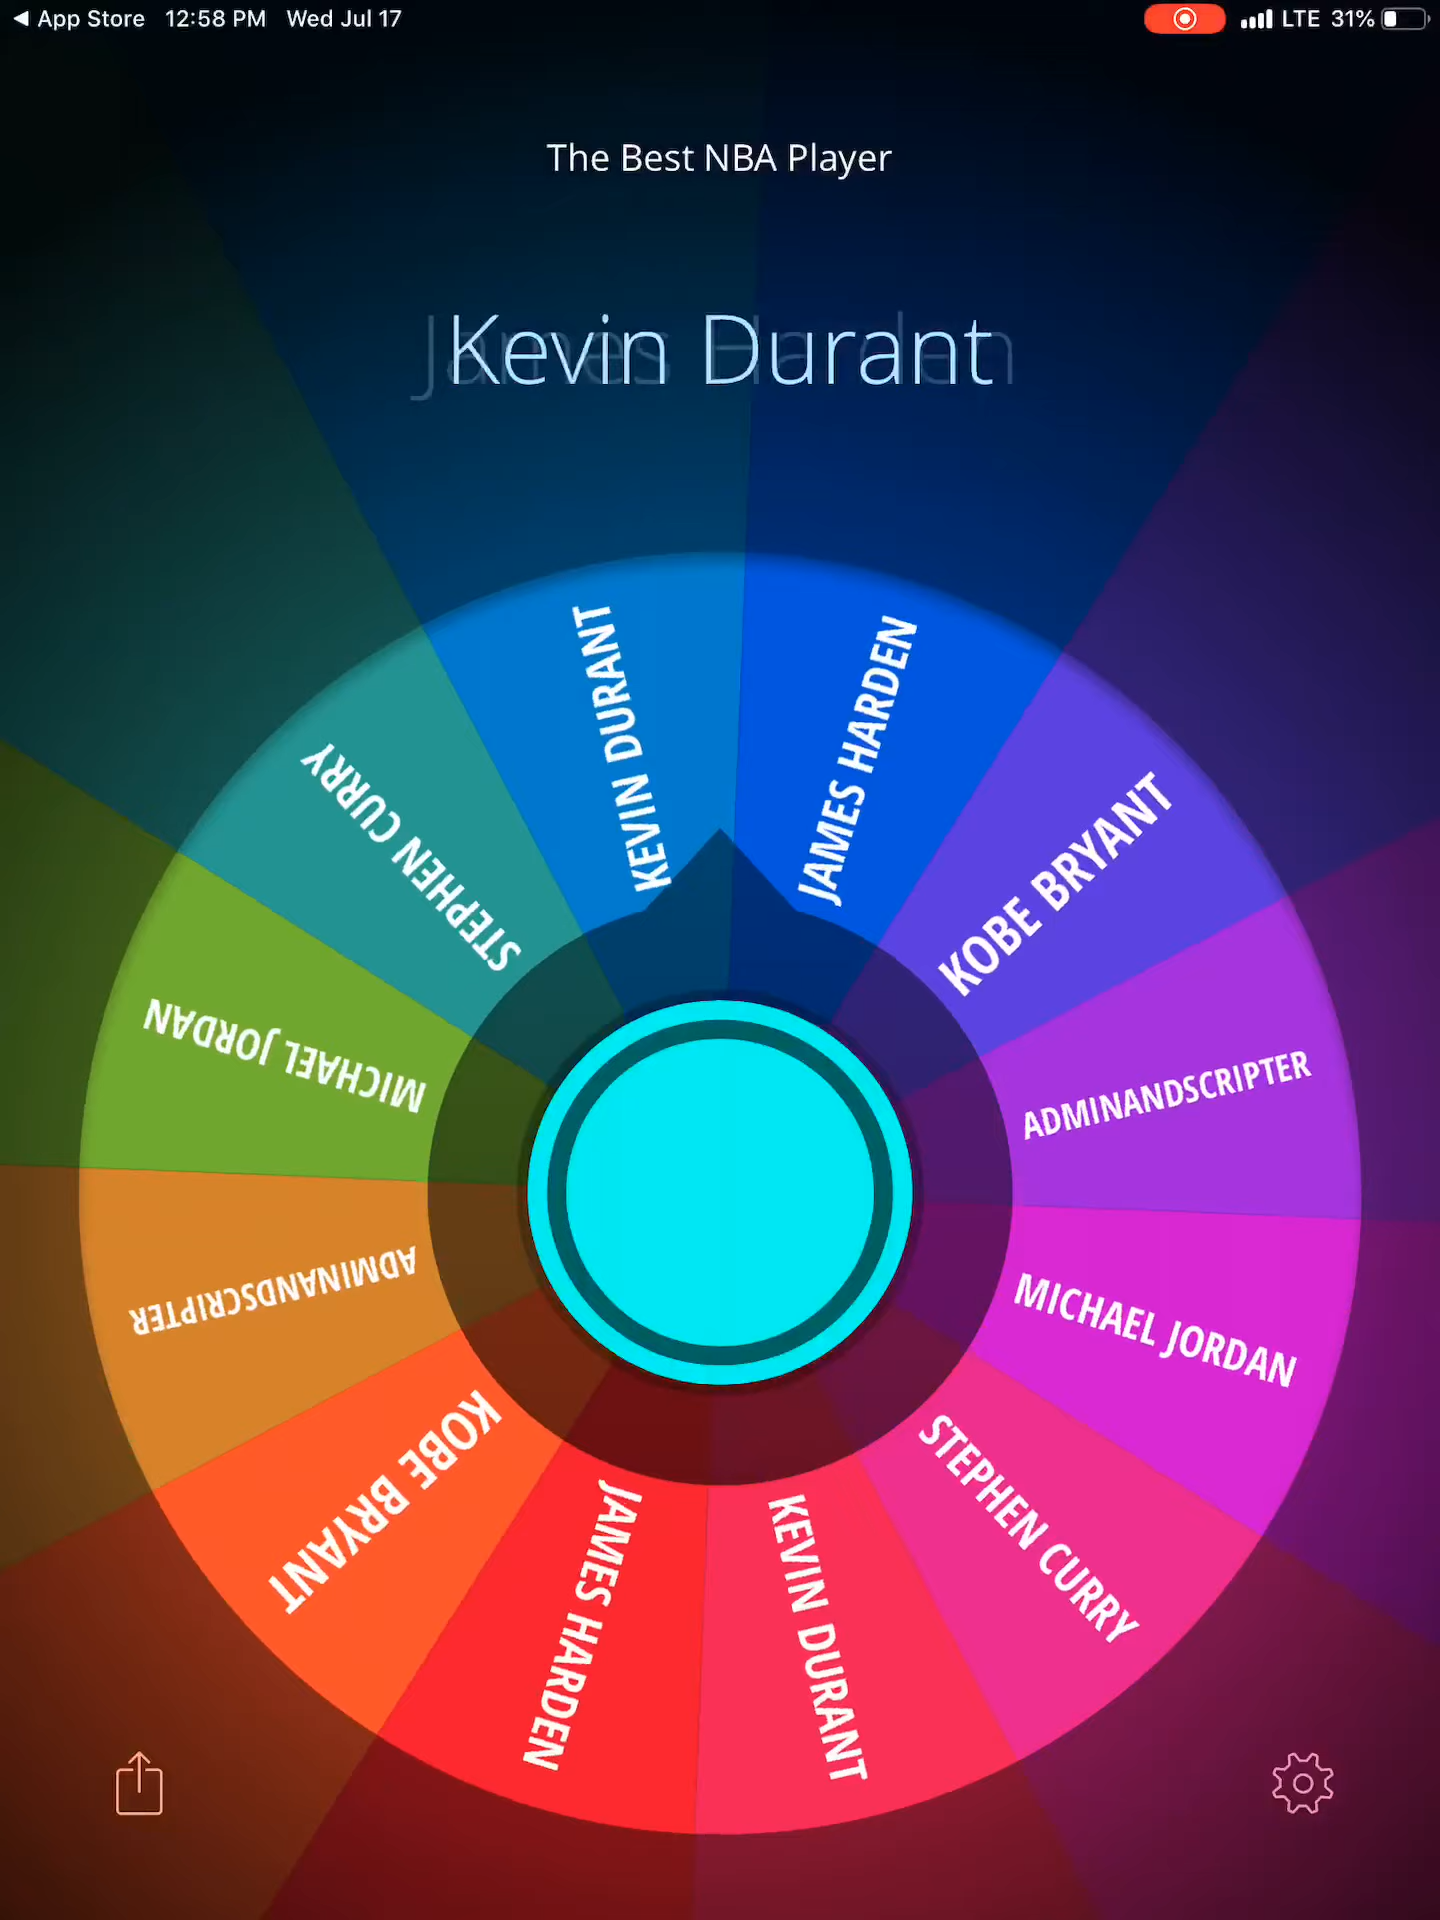 App Store 12:58 PM Wed Jul 17 LTE 31%
The Best NBA Player
Kevin Durant
James Harden
KEVIN DURANT
JAMES HARDEN
KOBE BRYANT
ADMINANDSCRIPTER
MICHAEL JORDAN
STEPHEN CURRY
KEVIN DURANT
JAMES HARDEN
KOBE BRYANT
ADMINANDSCRIPTER
MICHAEL JORDAN
STEPHEN CURRY